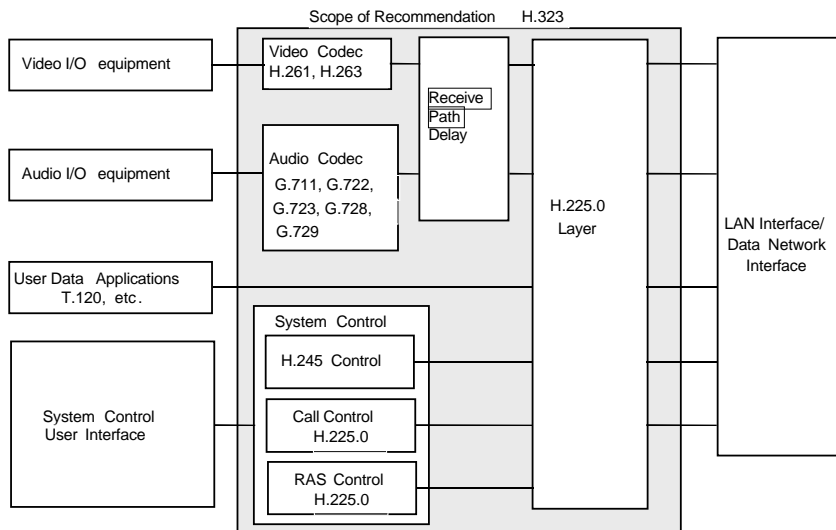 Scope of Recommendation H.323
Video I/O equipment
Video Codec
H.261, H.263
Receive
Path
Delay
Audio I/O equipment
Audio Codec
G.711, G.722,
G.723, G.728,
G.729
H.225.0
Layer
LAN Interface/
Data Network
Interface
User Data Applications
T.120, etc.
System Control
H.245 Control
System Control
User Interface
Call Control
H.225.0
RAS Control
H.225.0